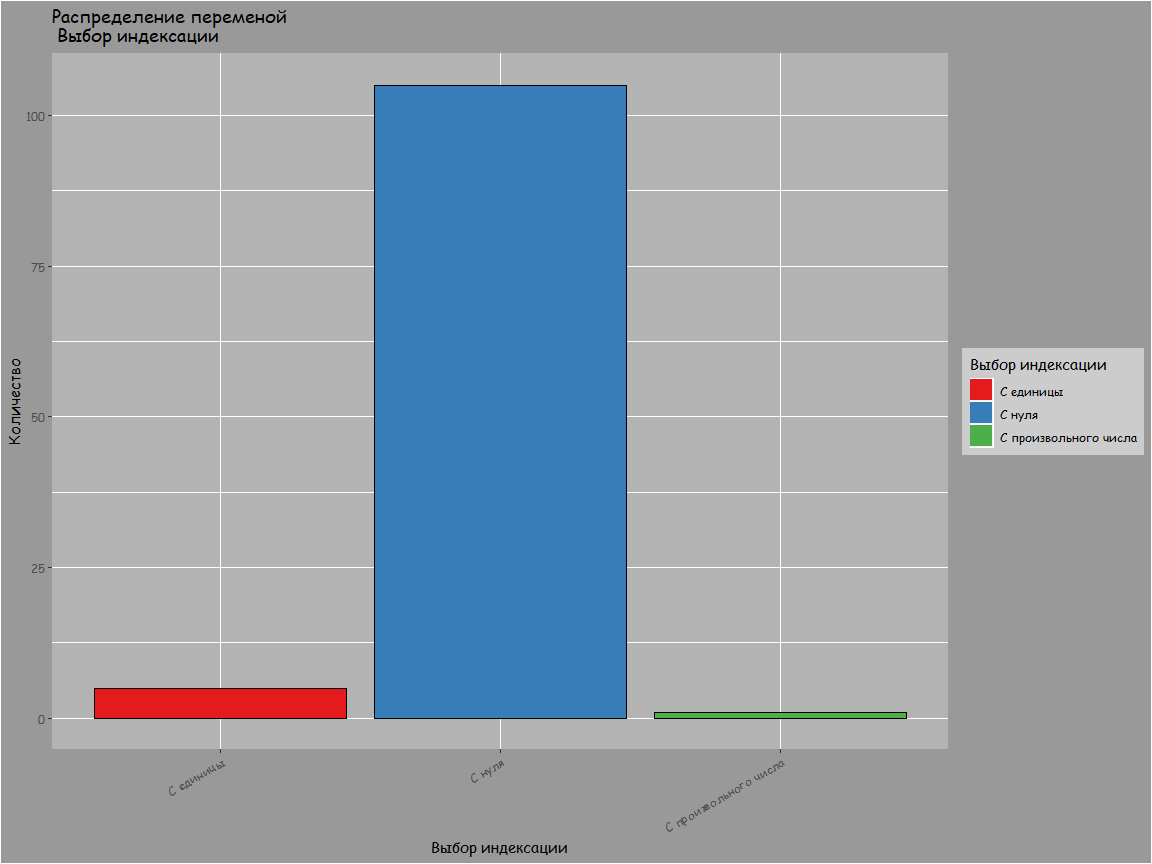 Распределение переменой
Выбор индексации
100
75
50
25
0
Количество
С единицы
С нуля
С произвольного числа
Выбор индексации
Выбор индексации
С единицы
С нуля
С произвольного числа